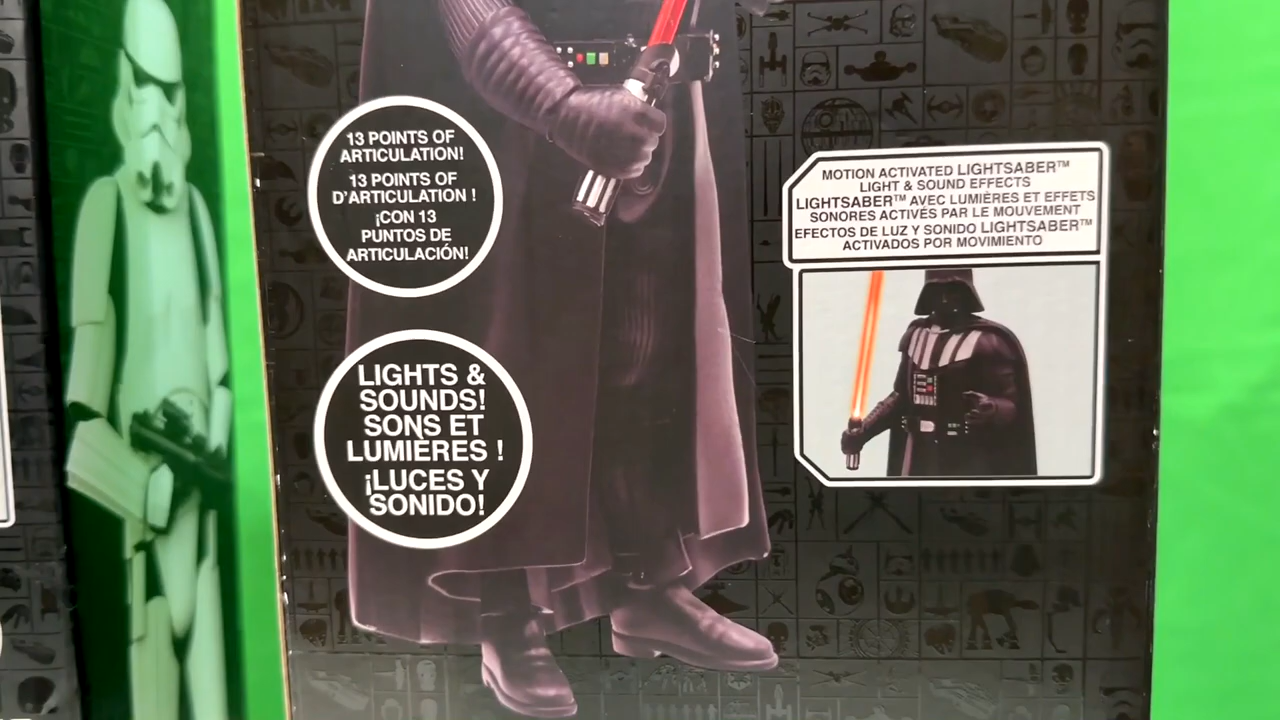 13 POINTS OF
ARTICULATION!
13 POINTS OF
D'ARTICULATION !
¡CON 13
PUNTOS DE
ARTICULACIÓN!
LIGHTS &
SOUNDS!
SONS ET
LUMIÈRES !
¡LUCES Y
SONIDO!
MOTION ACTIVATED LIGHTSABER™
LIGHT & SOUND EFFECTS
LIGHTSABER™ AVEC LUMIÈRES ET EFFETS
SONORES ACTIVÉS PAR LE MOUVEMENT
EFECTOS DE LUZ Y SONIDO LIGHTSABER™
ACTIVADOS POR MOVIMIENTO